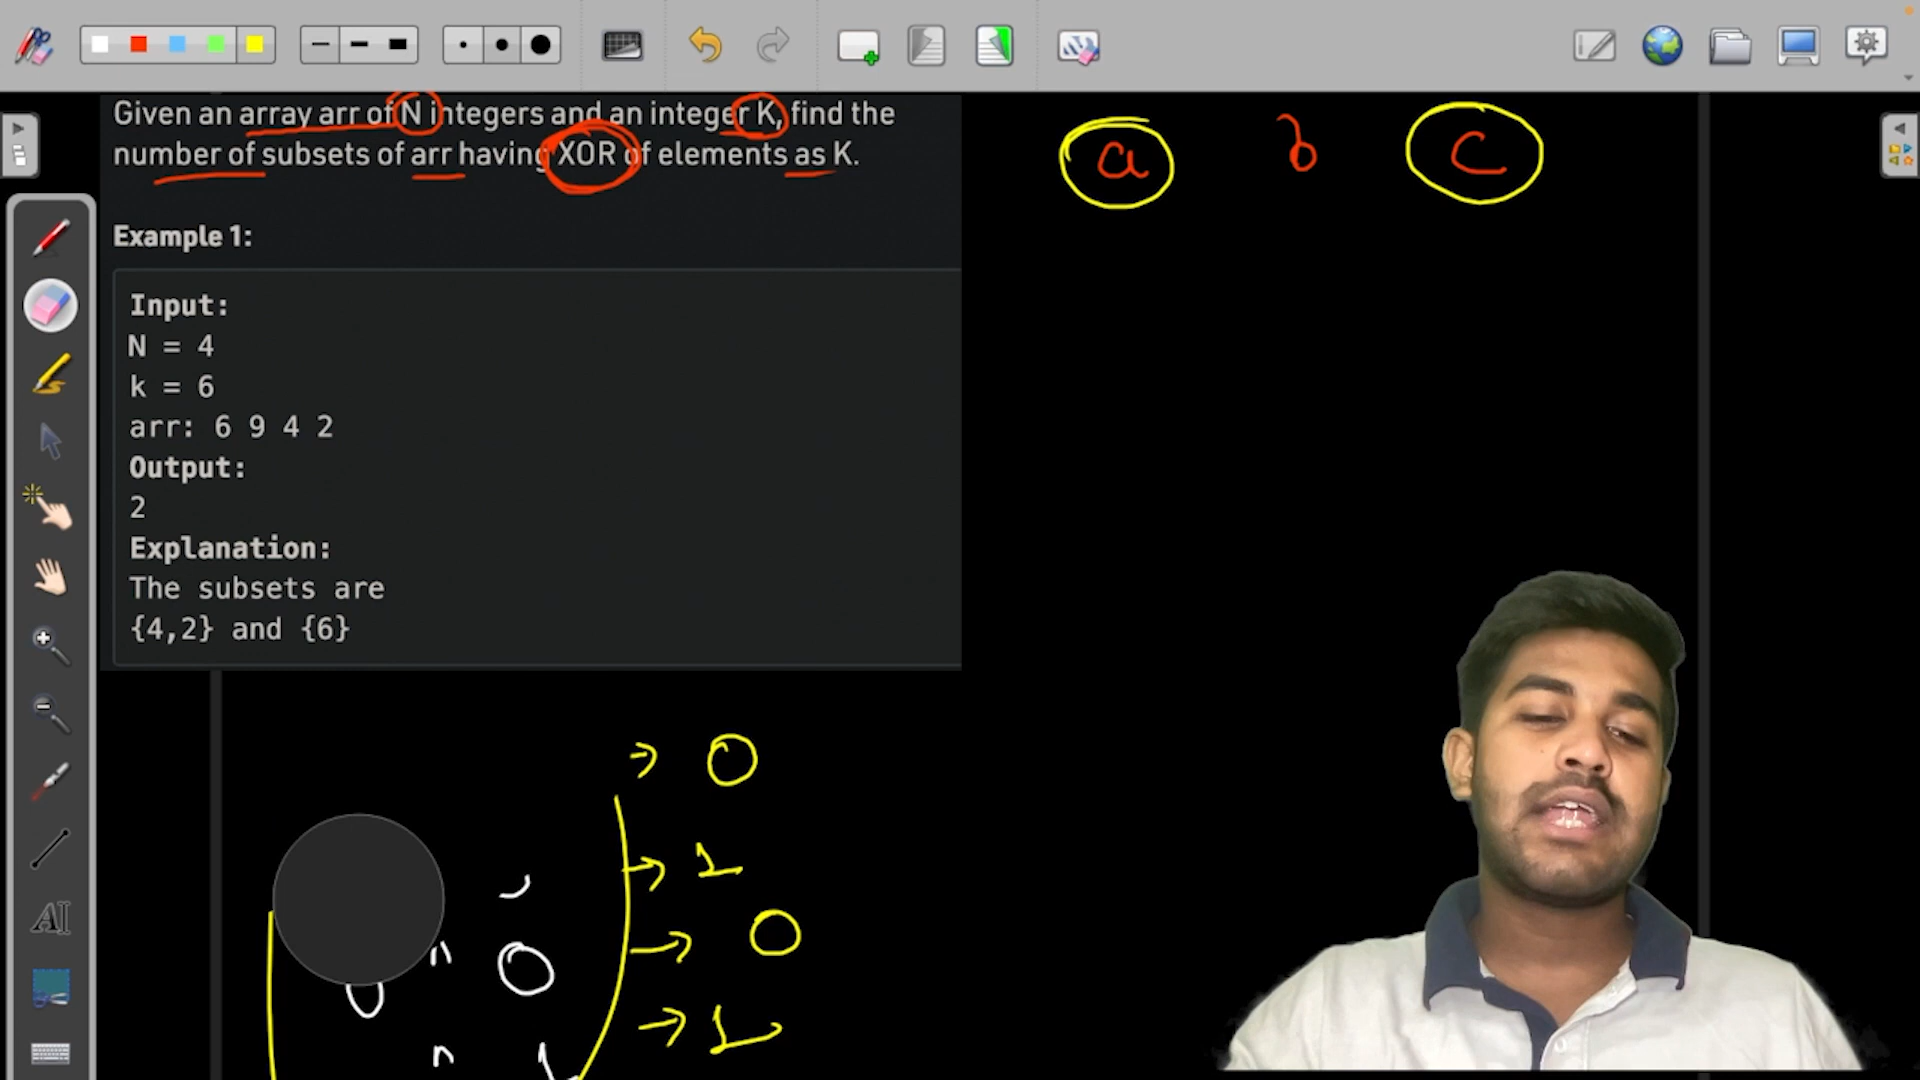 Given an array arr of N integers and an integer K, find the
number of subsets of arr having XOR of elements as K.
a b c
Example 1:
Input:
N = 4
k = 6
arr: 6 9 4 2
Output:
2
Explanation:
The subsets are
{4,2} and {6}
→ 0
→ 1
0 → 0
→ 1
AI